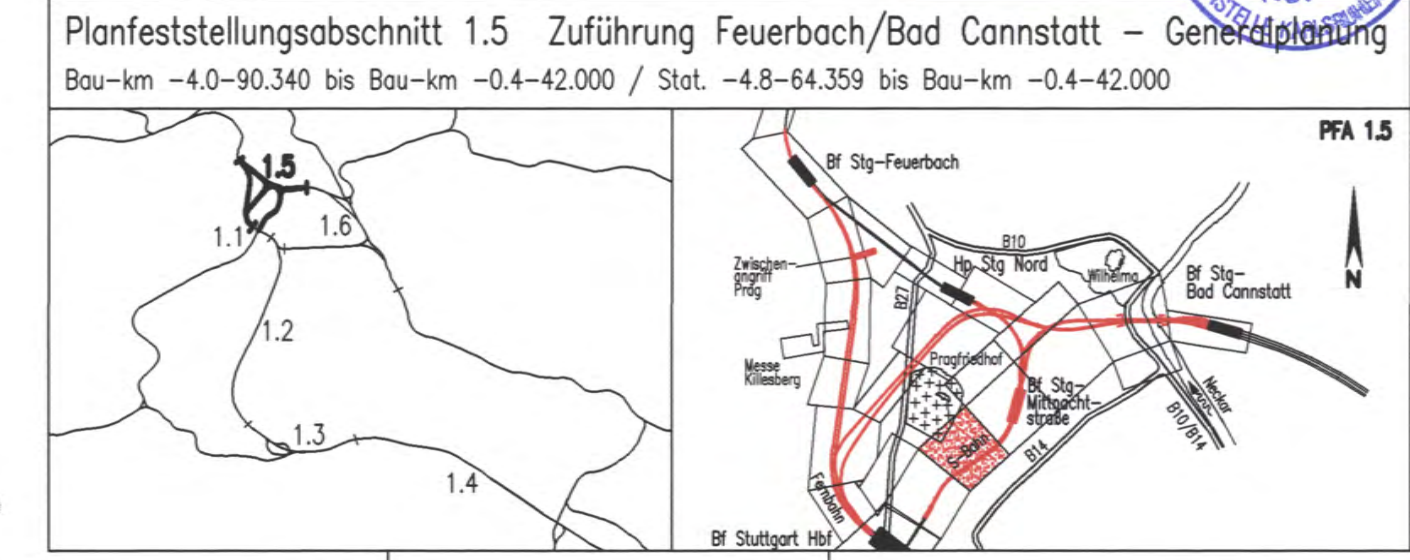 STELLE KARLSRUHE
Planfeststellungsabschnitt 1.5 Zuführung Feuerbach/Bad Cannstatt – Generalplanung
Bau-km -4.0-90.340 bis Bau-km -0.4-42.000 / Stat. -4.8-64.359 bis Bau-km -0.4-42.000
1.5
1.6
1.1
1.2
1.3
1.4
PFA 1.5
Bf Stg-Feuerbach
N
B10
Hp Stg Nord
Wilhelma
Bf Stg-
Bad Cannstatt
Zwischen-
angriff
Prag
B27
Messe
Killesberg
Pragfriedhof
Bf Stg-
Mittnacht-
straße
Neckar
B10/B14
S-Bahn
B14
Fernbahn
Bf Stuttgart Hbf